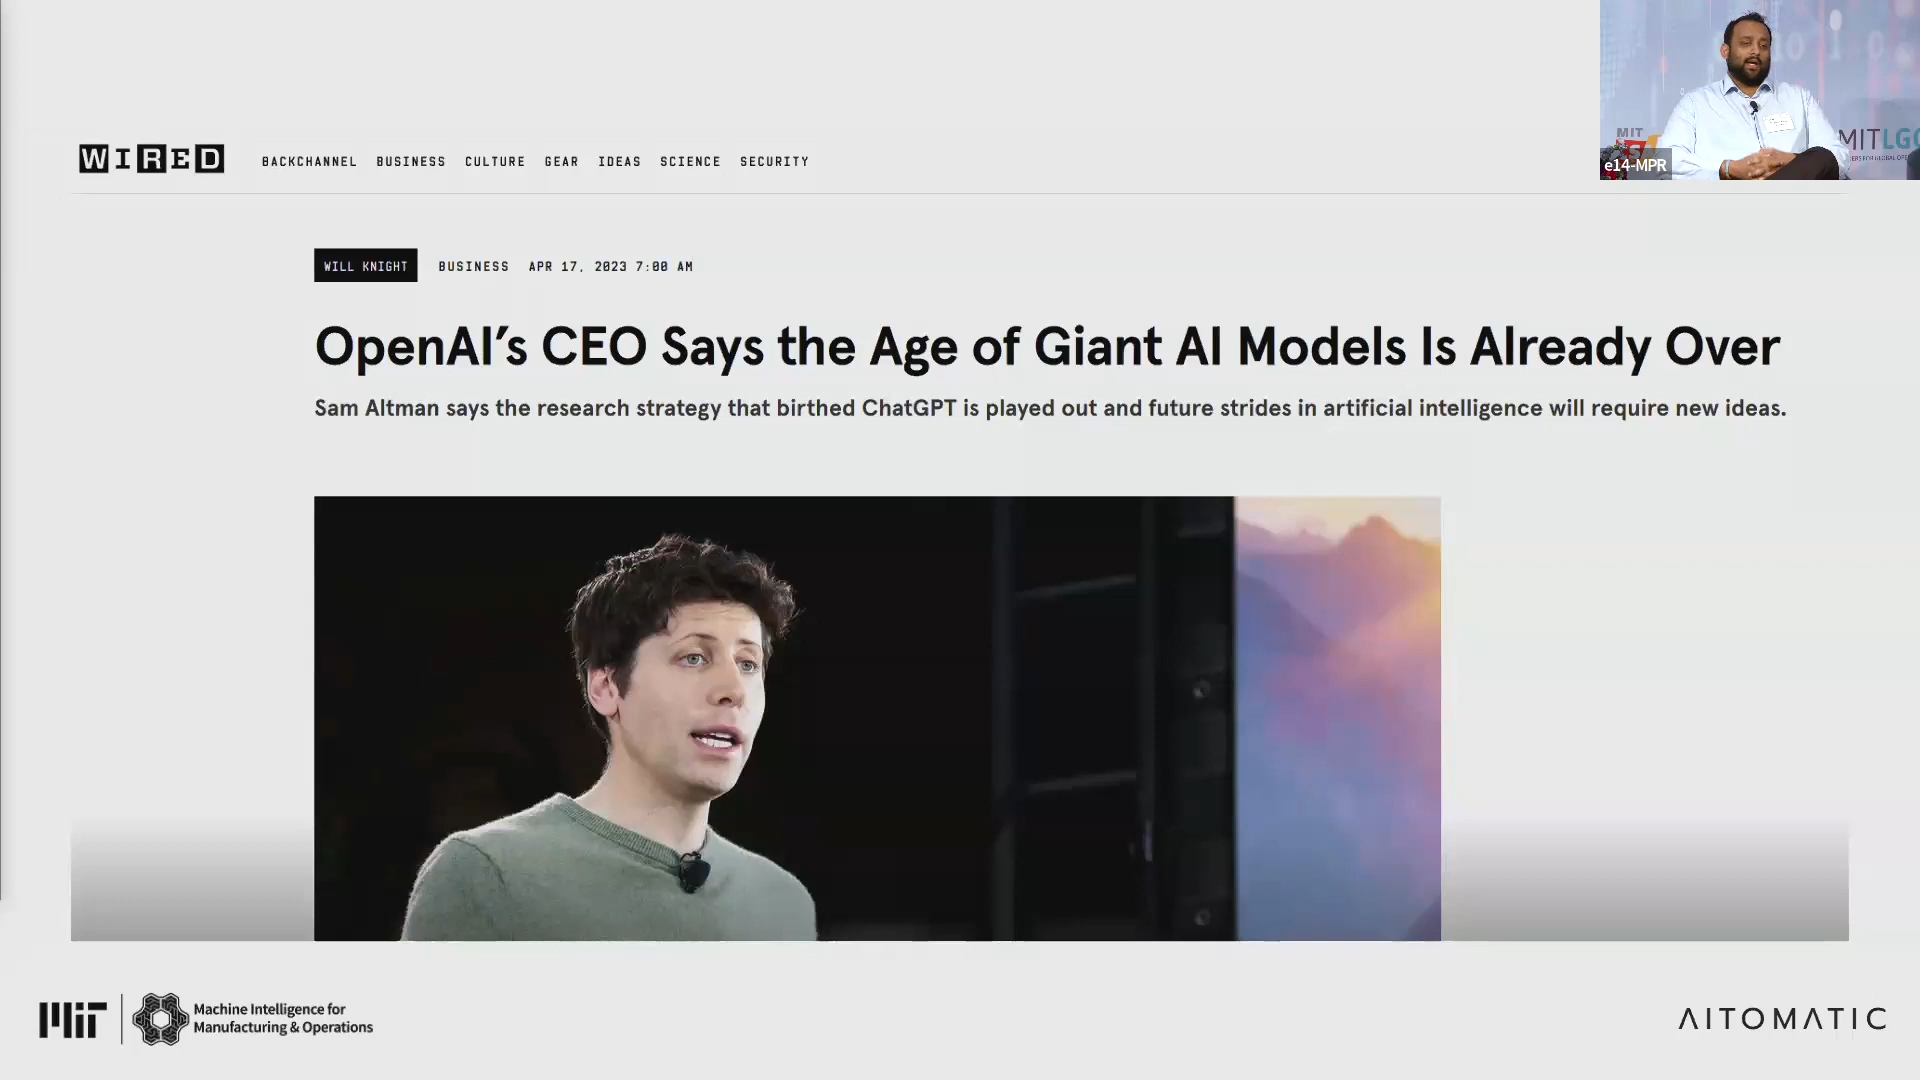 WIRED
BACKCHANNEL BUSINESS CULTURE GEAR IDEAS SCIENCE SECURITY
MIT
MITLGO
e14-MPR
WILL KNIGHT BUSINESS APR 17, 2023 7:00 AM
OpenAI’s CEO Says the Age of Giant AI Models Is Already Over
Sam Altman says the research strategy that birthed ChatGPT is played out and future strides in artificial intelligence will require new ideas.
MIT
Machine Intelligence for
Manufacturing & Operations
AITOMATIC